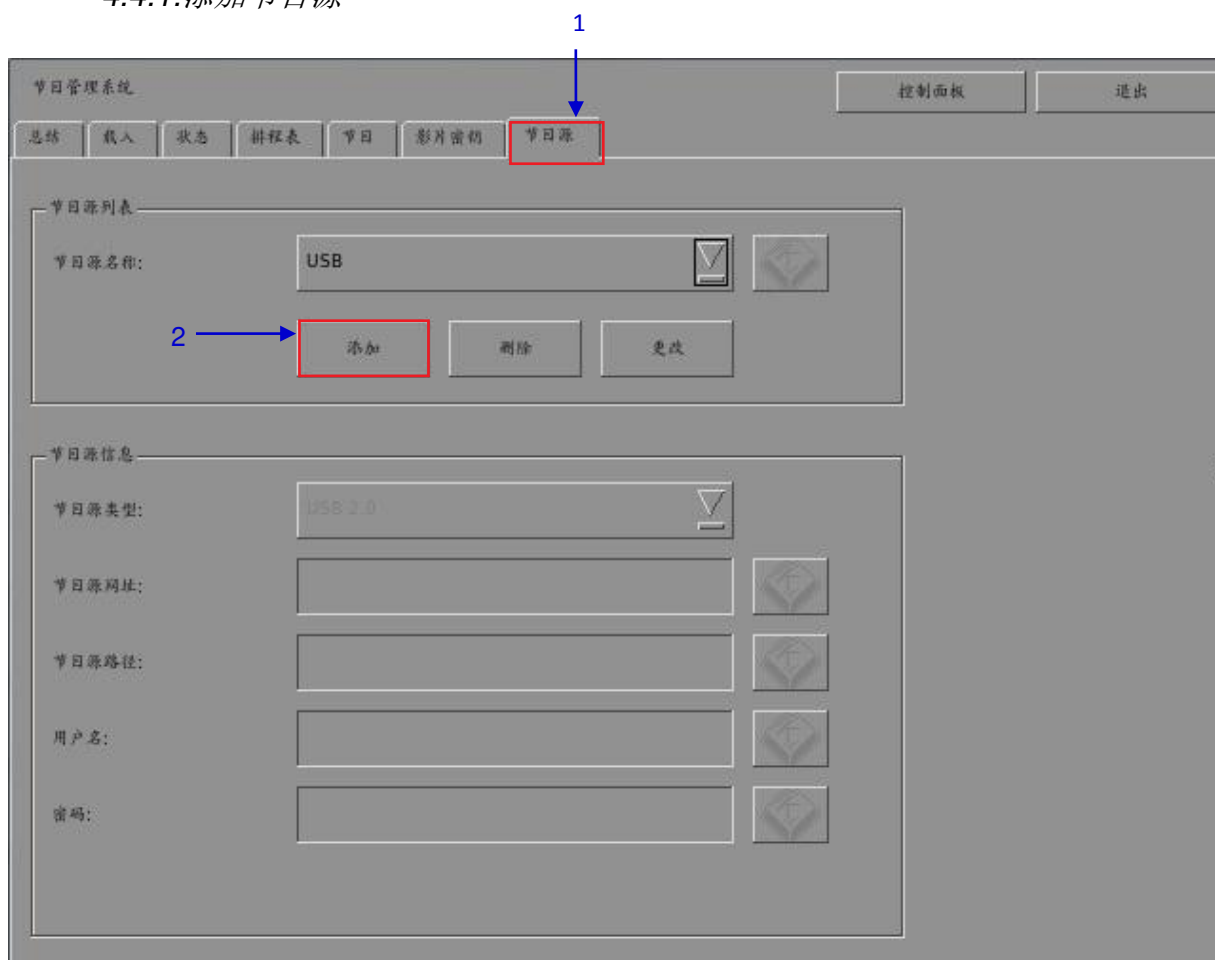 4.4.1.添加节目源
1
节目管理系统 控制面板 退出
总结 载入 状态 排程表 节目 影片密钥 节目源
节目源列表
节目源名称: USB
2 添加 删除 更改
节目源信息
节目源类型: USB 2.0
节目源网址:
节目源路径:
用户名:
密码: